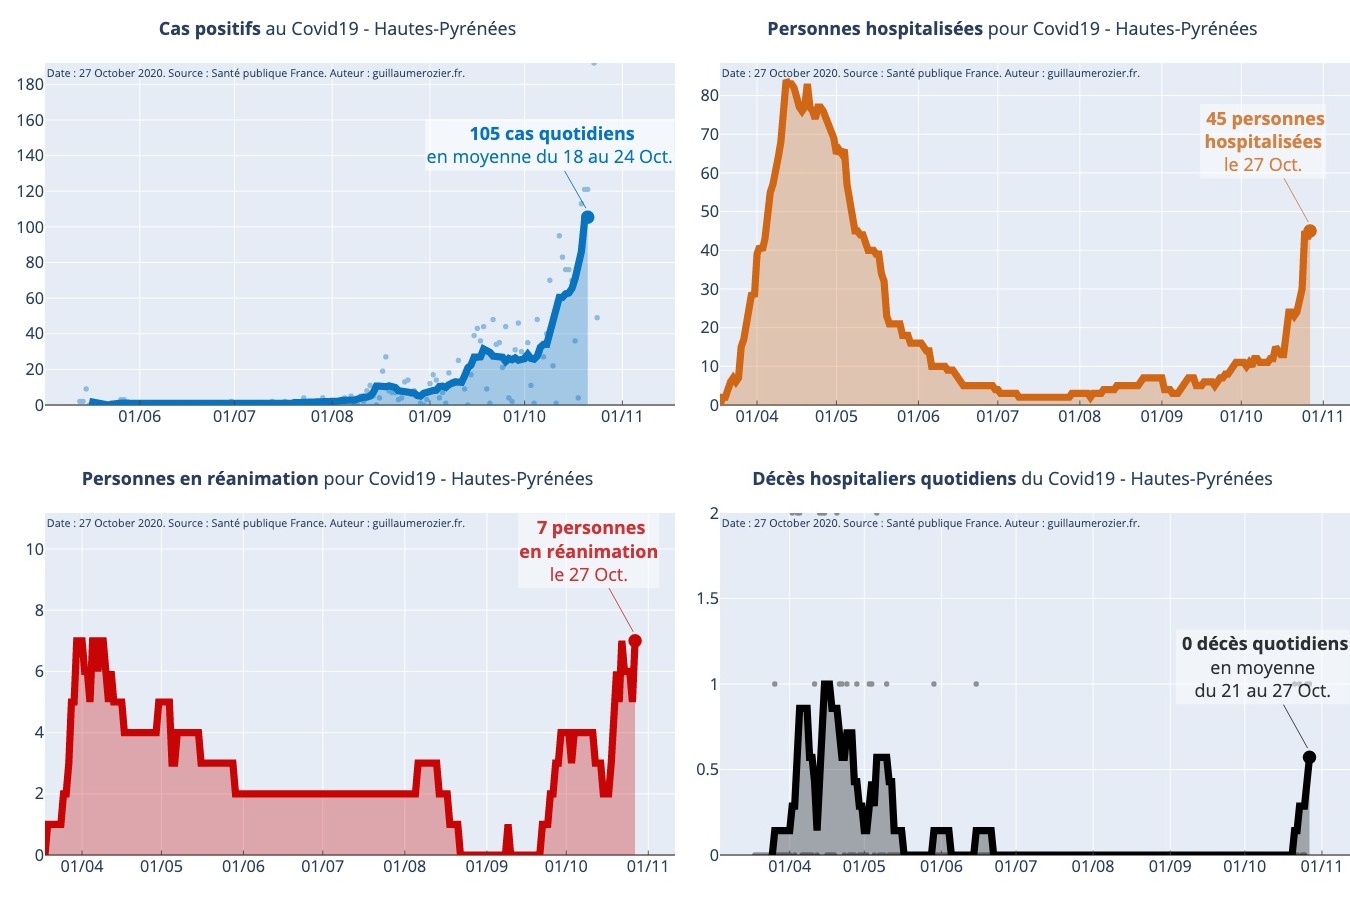 Cas positifs au Covid19 - Hautes-Pyrénées
Date : 27 October 2020. Source : Santé publique France. Auteur : guillaumerozier.fr.
180
160
140
120
100
80
60
40
20
0
105 cas quotidiens
en moyenne du 18 au 24 Oct.
01/06 01/07 01/08 01/09 01/10 01/11
Personnes hospitalisées pour Covid19 - Hautes-Pyrénées
Date : 27 October 2020. Source : Santé publique France. Auteur : guillaumerozier.fr.
80
70
60
50
40
30
20
10
0
45 personnes
hospitalisées
le 27 Oct.
01/04 01/05 01/06 01/07 01/08 01/09 01/10 01/11
Personnes en réanimation pour Covid19 - Hautes-Pyrénées
Date : 27 October 2020. Source : Santé publique France. Auteur : guillaumerozier.fr.
10
8
6
4
2
0
7 personnes
en réanimation
le 27 Oct.
01/04 01/05 01/06 01/07 01/08 01/09 01/10 01/11
Décès hospitaliers quotidiens du Covid19 - Hautes-Pyrénées
2
Date : 27 October 2020. Source : Santé publique France. Auteur : guillaumerozier.fr.
1.5
1
0.5
0
0 décès quotidiens
en moyenne
du 21 au 27 Oct.
01/04 01/05 01/06 01/07 01/08 01/09 01/10 01/11